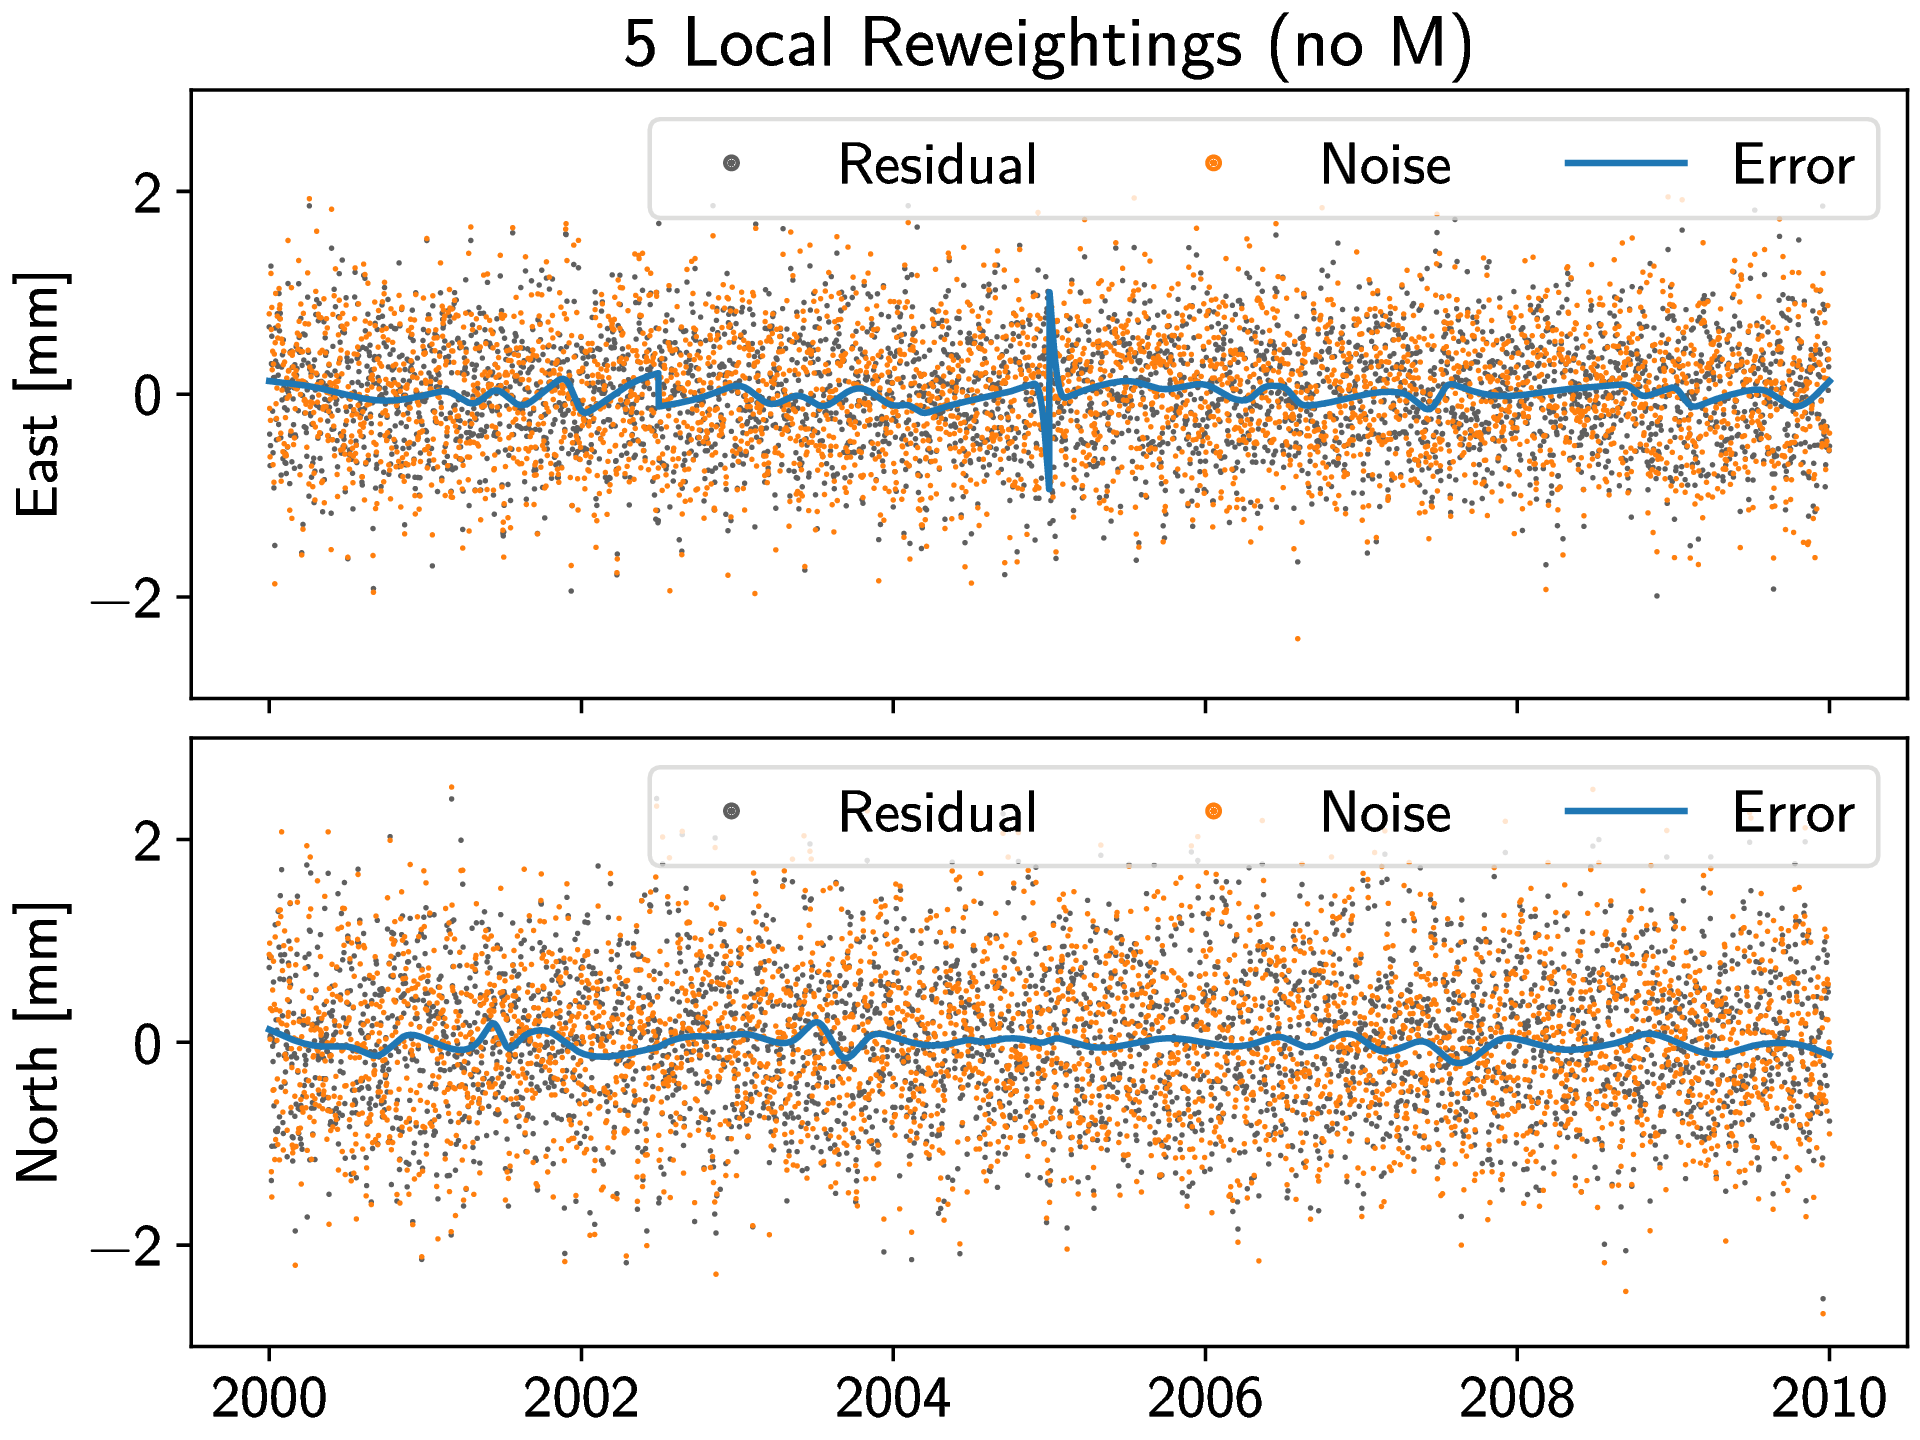 5 Local Reweightings (no M)
Residual Noise Error
2
0
−2
East [mm]
Residual Noise Error
2
0
−2
North [mm]
2000 2002 2004 2006 2008 2010